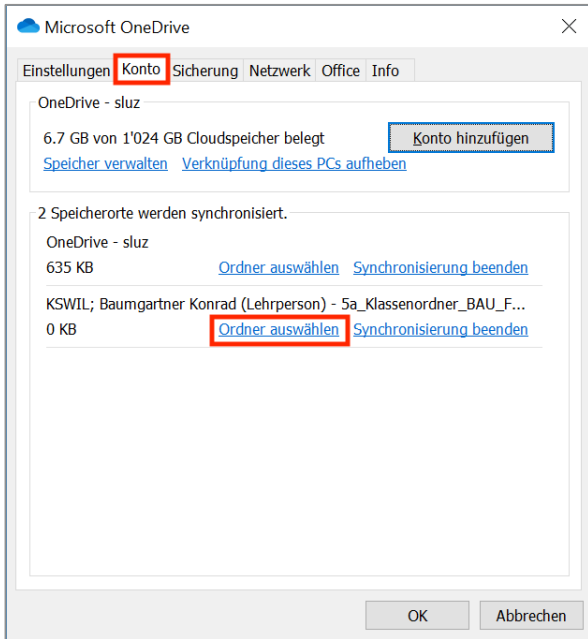 Microsoft OneDrive
Einstellungen Konto Sicherung Netzwerk Office Info
OneDrive - sluz
6.7 GB von 1'024 GB Cloudspeicher belegt Konto hinzufügen
Speicher verwalten Verknüpfung dieses PCs aufheben
2 Speicherorte werden synchronisiert.
OneDrive - sluz
635 KB Ordner auswählen Synchronisierung beenden
KSWIL; Baumgartner Konrad (Lehrperson) - 5a_Klassenordner_BAU_F...
0 KB Ordner auswählen Synchronisierung beenden
OK Abbrechen